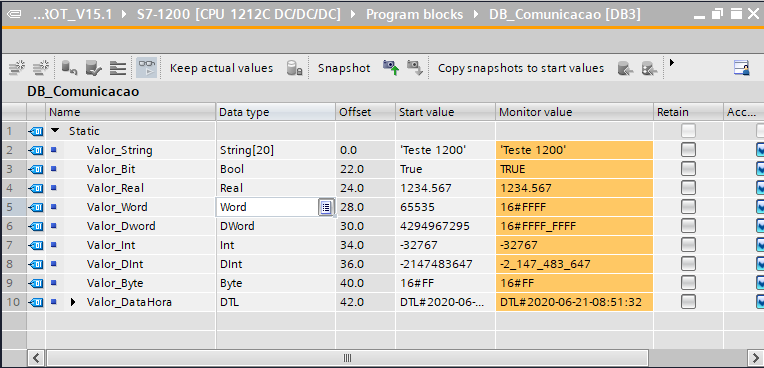 ...ROT_V15.1 ▸ S7-1200 [CPU 1212C DC/DC/DC] ▸ Program blocks ▸ DB_Comunicacao [DB3]
Keep actual values Snapshot Copy snapshots to start values
DB_Comunicacao
Name Data type Offset Start value Monitor value Retain Acc...
1 Static
2 Valor_String String[20] 0.0 'Teste 1200' 'Teste 1200'
3 Valor_Bit Bool 22.0 True TRUE
4 Valor_Real Real 24.0 1234.567 1234.567
5 Valor_Word Word 28.0 65535 16#FFFF
6 Valor_Dword DWord 30.0 4294967295 16#FFFF_FFFF
7 Valor_Int Int 34.0 -32767 -32767
8 Valor_DInt DInt 36.0 -2147483647 -2_147_483_647
9 Valor_Byte Byte 40.0 16#FF 16#FF
10 Valor_DataHora DTL 42.0 DTL#2020-06-... DTL#2020-06-21-08:51:32